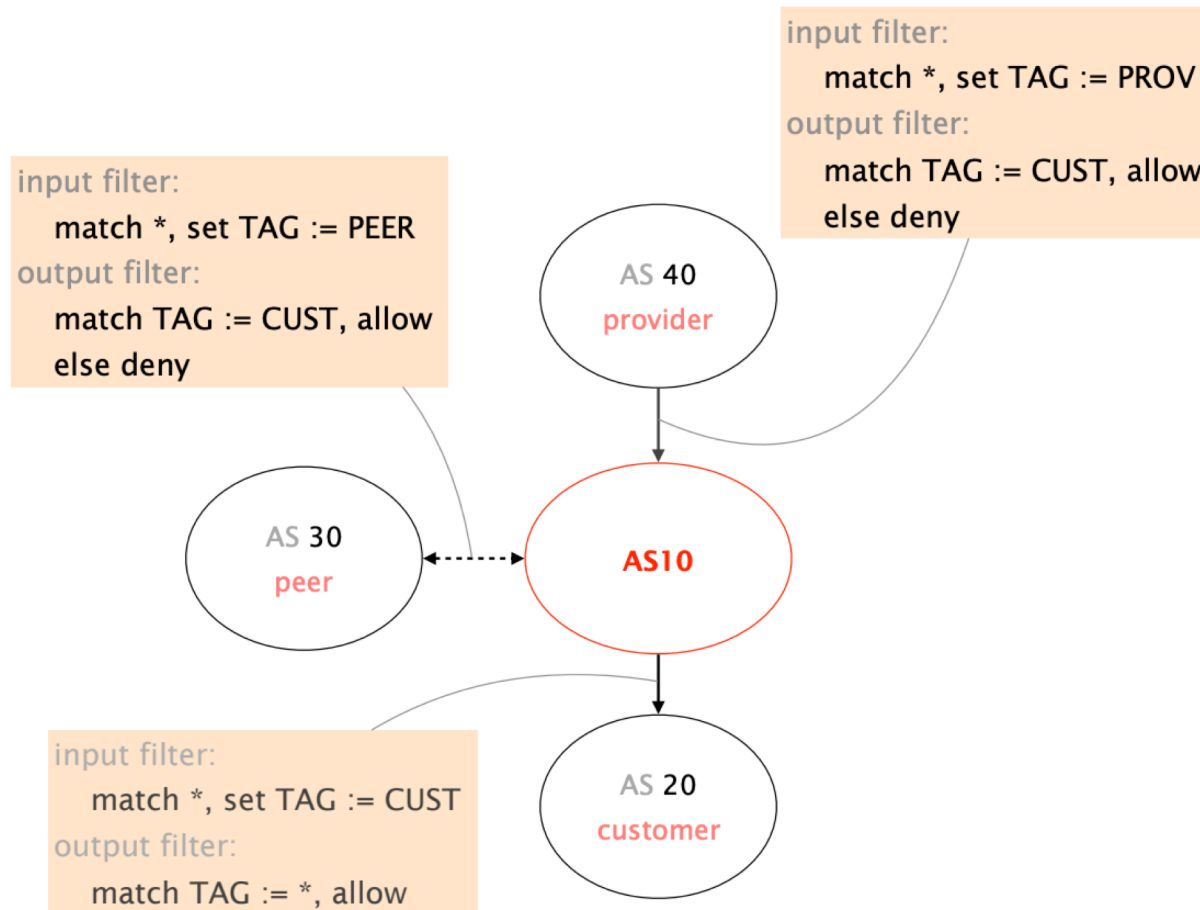 input filter:
match *, set TAG := PROV
output filter:
match TAG := CUST, allow
else deny
input filter:
match *, set TAG := PEER
output filter:
match TAG := CUST, allow
else deny
AS 40
provider
AS 30
peer
AS10
input filter:
match *, set TAG := CUST
output filter:
match TAG := *, allow
AS 20
customer